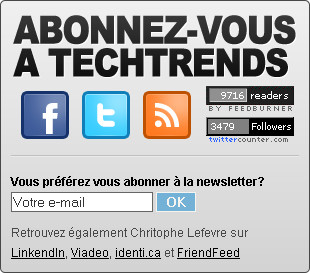 ABONNEZ-VOUS
A TECHTRENDS
f
t
9716 readers
BY FEEDBURNER
3479 Followers
twittercounter.com
Vous préférez vous abonner à la newsletter?
Votre e-mail OK
Retrouvez également Chritophe Lefevre sur
LinkendIn, Viadeo, identi.ca et FriendFeed